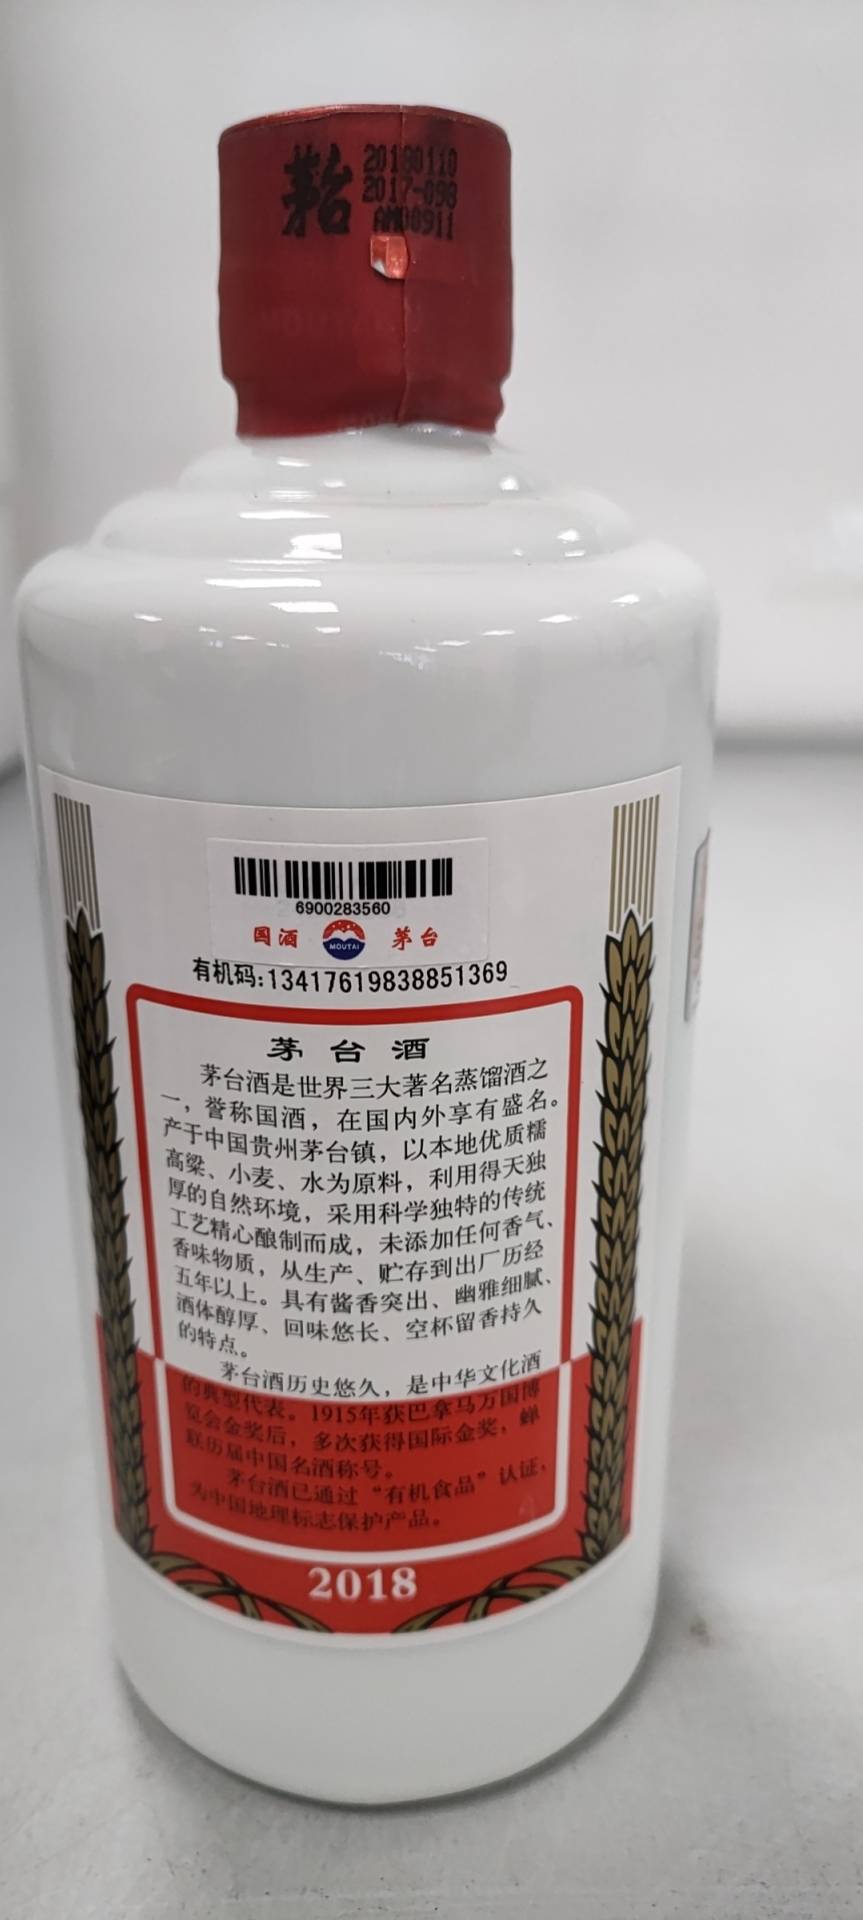 茅台
20180110
2017-098
AM00911
6900283560
国酒 MOUTAI 茅台
有机码:13417619838851369
茅台酒
茅台酒是世界三大著名蒸馏酒之
一，誉称国酒，在国内外享有盛名。
产于中国贵州茅台镇，以本地优质糯
高粱、小麦、水为原料，利用得天独
厚的自然环境，采用科学独特的传统
工艺精心酿制而成，未添加任何香气、
香味物质，从生产、贮存到出厂历经
五年以上。具有酱香突出、幽雅细腻、
酒体醇厚、回味悠长、空杯留香持久
的特点。
茅台酒历史悠久，是中华文化酒
的典型代表。1915年获巴拿马万国博
览会金奖后，多次获得国际金奖，蝉
联历届中国名酒称号。
茅台酒已通过“有机食品”认证，
为中国地理标志保护产品。
2018